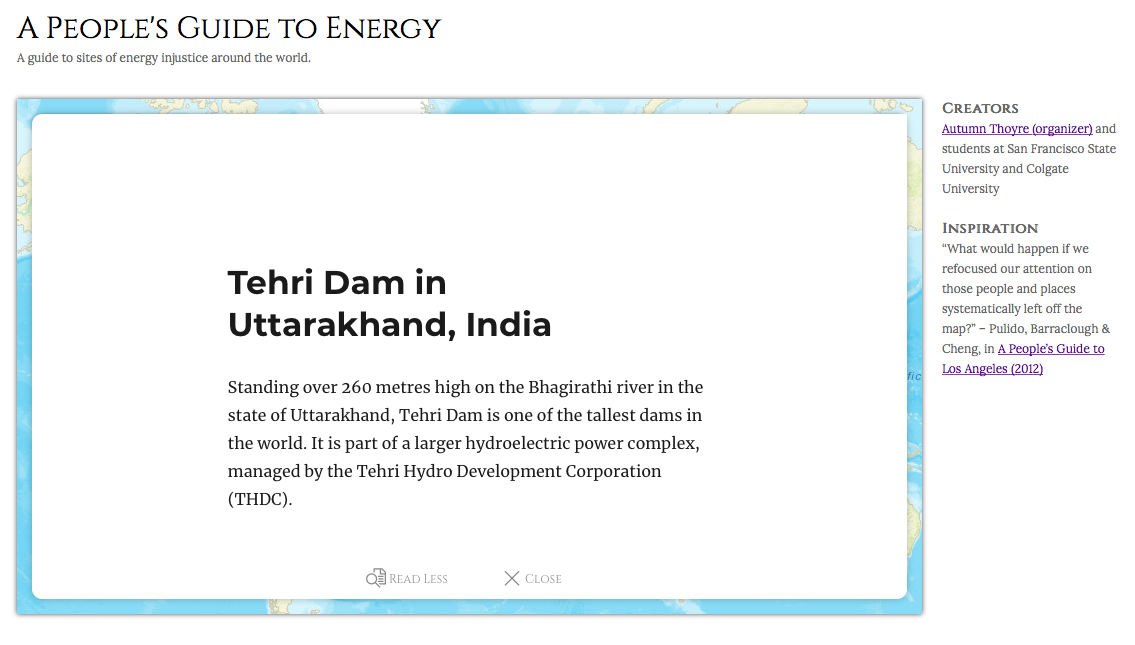 A People's Guide to Energy
A guide to sites of energy injustice around the world.
Tehri Dam in
Uttarakhand, India
Standing over 260 metres high on the Bhagirathi river in the
state of Uttarakhand, Tehri Dam is one of the tallest dams in
the world. It is part of a larger hydroelectric power complex,
managed by the Tehri Hydro Development Corporation
(THDC).
Read Less
Close
fic
Creators
Autumn Thoyre (organizer) and
students at San Francisco State
University and Colgate
University
Inspiration
“What would happen if we
refocused our attention on
those people and places
systematically left off the
map?” – Pulido, Barraclough &
Cheng, in A People’s Guide to
Los Angeles (2012)